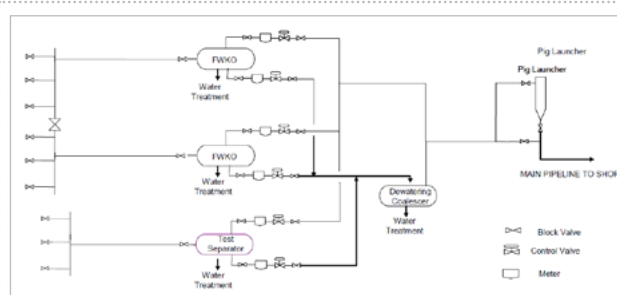 Pig Launcher
Pig Launcher
FWKO
Water
Treatment
FWKO
Water
Treatment
MAIN PIPELINE TO SHOR
Dewatering
Coalescer
Water
Treatment
Test
Separator
Water
Treatment
Block Valve
Control Valve
Meter